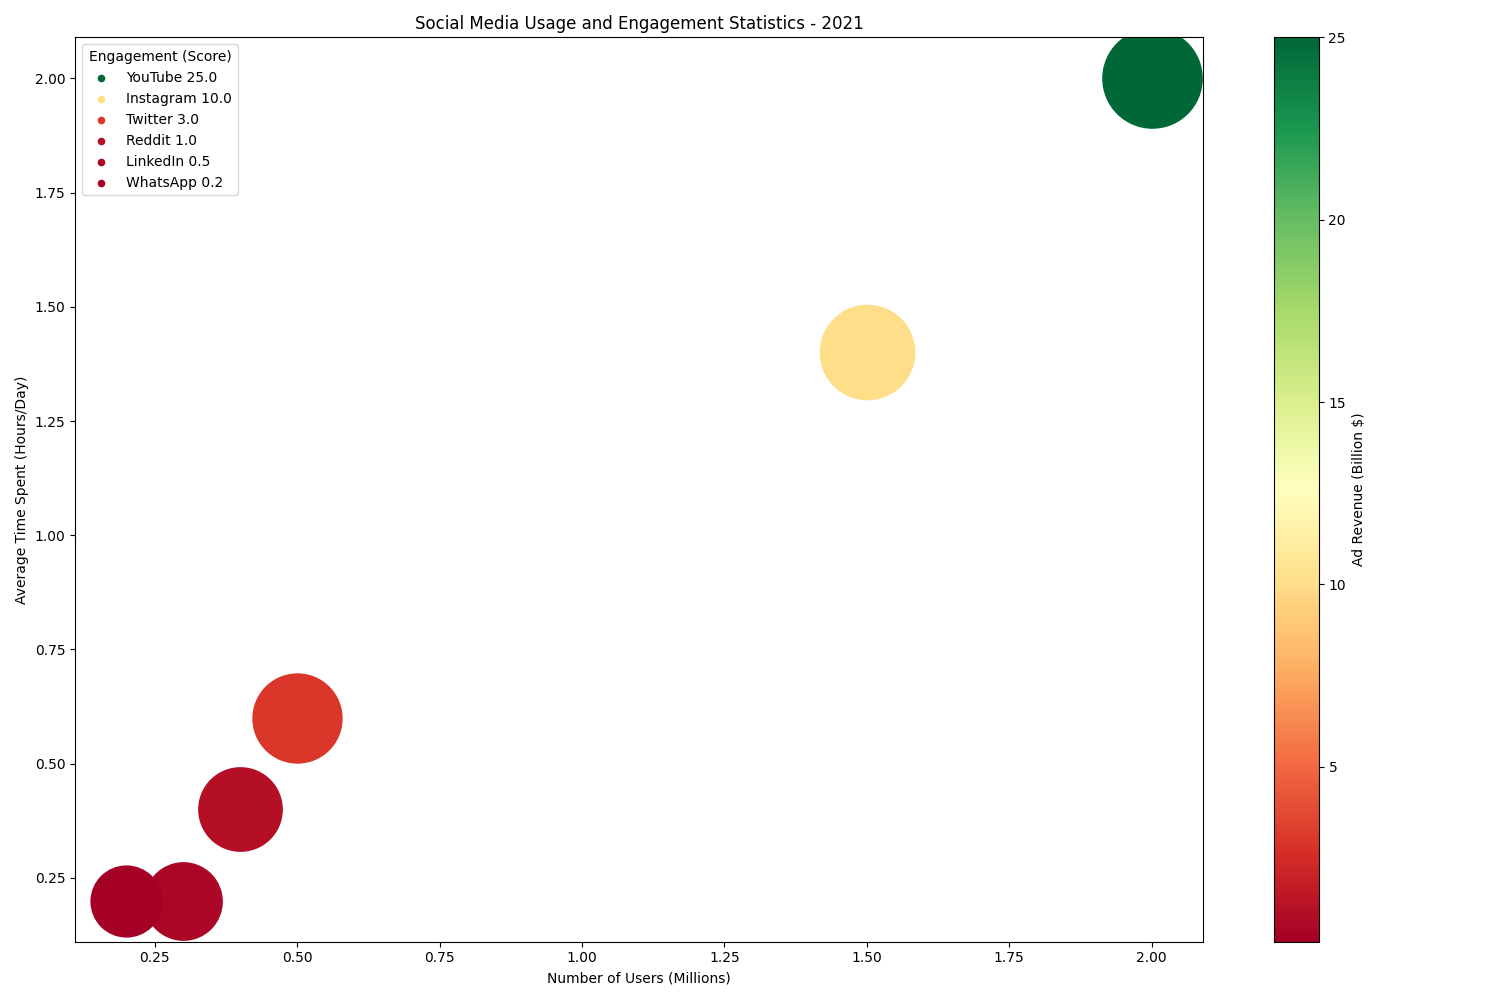 Social Media Usage and Engagement Statistics - 2021
Engagement (Score)
YouTube 25.0
Instagram 10.0
Twitter 3.0
Reddit 1.0
LinkedIn 0.5
WhatsApp 0.2
2.00
1.75
1.50
1.25
1.00
0.75
0.50
0.25
Average Time Spent (Hours/Day)
0.25
0.50
0.75
1.00
1.25
1.50
1.75
2.00
Number of Users (Millions)
25
20
15
10
5
Ad Revenue (Billion $)